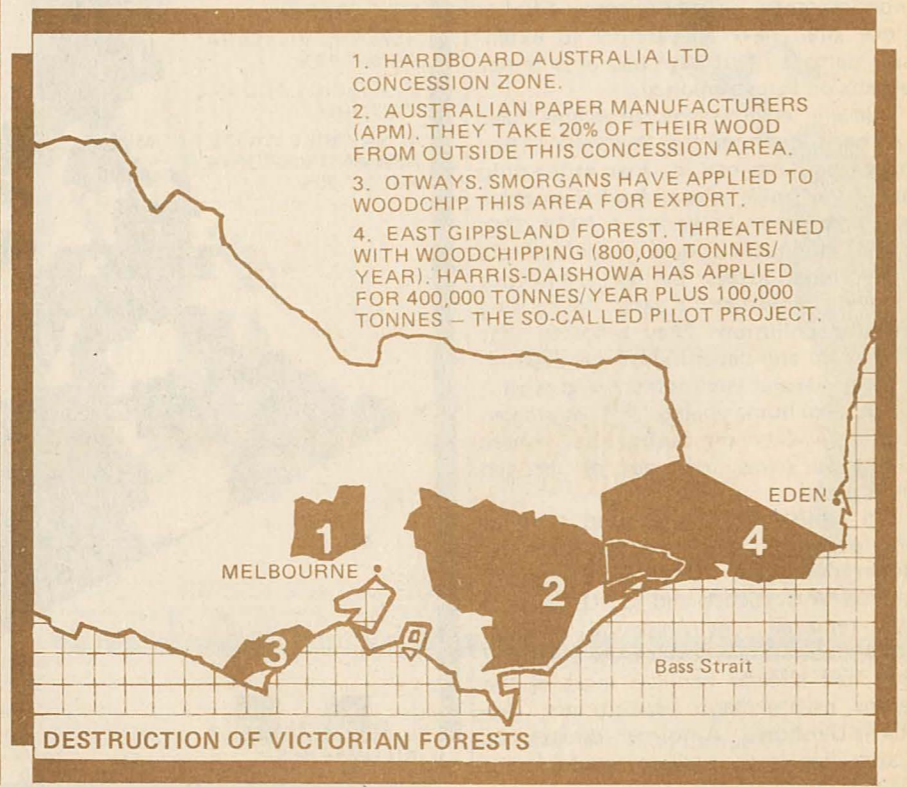 1. HARDBOARD AUSTRALIA LTD
CONCESSION ZONE.
2. AUSTRALIAN PAPER MANUFACTURERS
(APM). THEY TAKE 20% OF THEIR WOOD
FROM OUTSIDE THIS CONCESSION AREA.
3. OTWAYS. SMORGANS HAVE APPLIED TO
WOODCHIP THIS AREA FOR EXPORT.
4. EAST GIPPSLAND FOREST. THREATENED
WITH WOODCHIPPING (800,000 TONNES/
YEAR). HARRIS-DAISHOWA HAS APPLIED
FOR 400,000 TONNES/YEAR PLUS 100,000
TONNES – THE SO-CALLED PILOT PROJECT.
EDEN
1
4
MELBOURNE
2
3
Bass Strait
DESTRUCTION OF VICTORIAN FORESTS